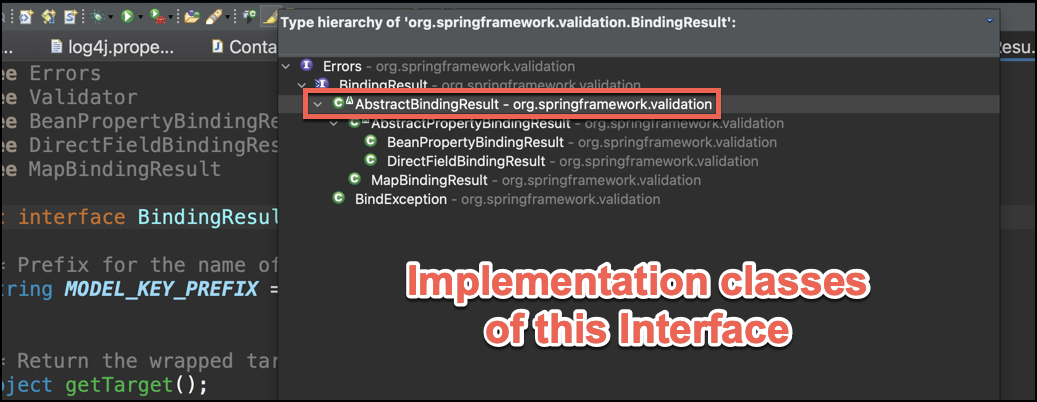 Type hierarchy of 'org.springframework.validation.BindingResult':
... log4j.prope... Conta
Resu...
ee Errors
ee Validator
ee BeanPropertyBindingRe
ee DirectFieldBindingRes
ee MapBindingResult
c interface BindingResul
* Prefix for the name of
tring MODEL_KEY_PREFIX =
* Return the wrapped tar
bject getTarget();
Errors - org.springframework.validation
BindingResult - org.springframework.validation
AbstractBindingResult - org.springframework.validation
AbstractPropertyBindingResult - org.springframework.validation
BeanPropertyBindingResult - org.springframework.validation
DirectFieldBindingResult - org.springframework.validation
MapBindingResult - org.springframework.validation
BindException - org.springframework.validation
Implementation classes
of this Interface